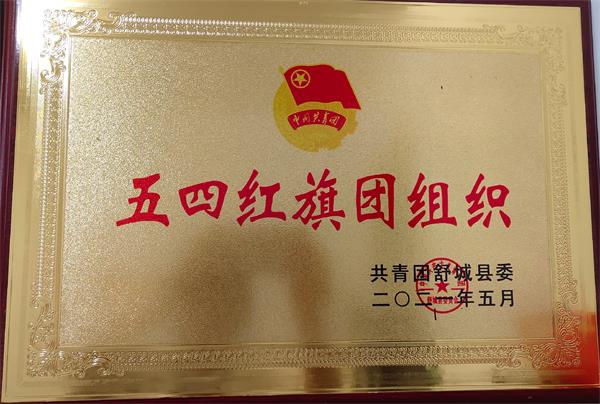 中国共青团
五四红旗团组织
共青团舒城县委
二〇二 年五月